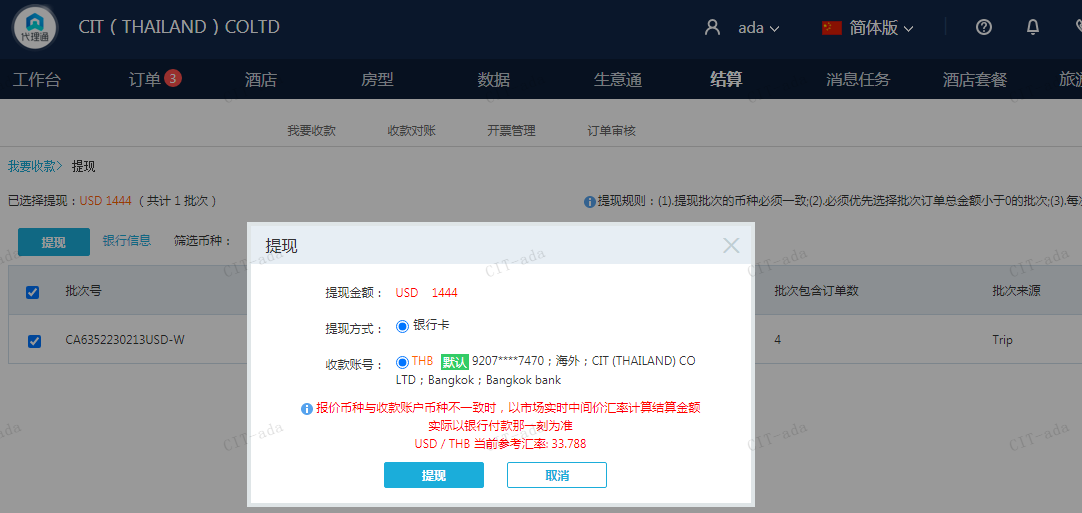 代理通
CIT ( THAILAND ) COLTD
ada
简体版
工作台
订单 3
酒店
房型
数据
生意通
结算
消息任务
酒店套餐
旅游
我要收款
收款对账
开票管理
订单审核
我要收款> 提现
已选择提现：USD 1444 （ 共计 1 批次 ）
提现规则：(1).提现批次的币种必须一致;(2).必须优先选择批次订单总金额小于0的批次;(3).每次
提现
银行信息
筛选币种：
批次号
批次包含订单数
批次来源
CA6352230213USD-W
4
Trip
提现
提现金额： USD 1444
提现方式： 银行卡
收款账号： THB 默认 9207****7470；海外；CIT (THAILAND) CO
LTD；Bangkok；Bangkok bank
报价币种与收款账户币种不一致时，以市场实时中间价汇率计算结算金额
实际以银行付款那一刻为准
USD / THB 当前参考汇率: 33.788
提现
取消
CIT-ada
CIT-ada
CIT-ada
CIT-ada
CIT-ada
CIT-ada